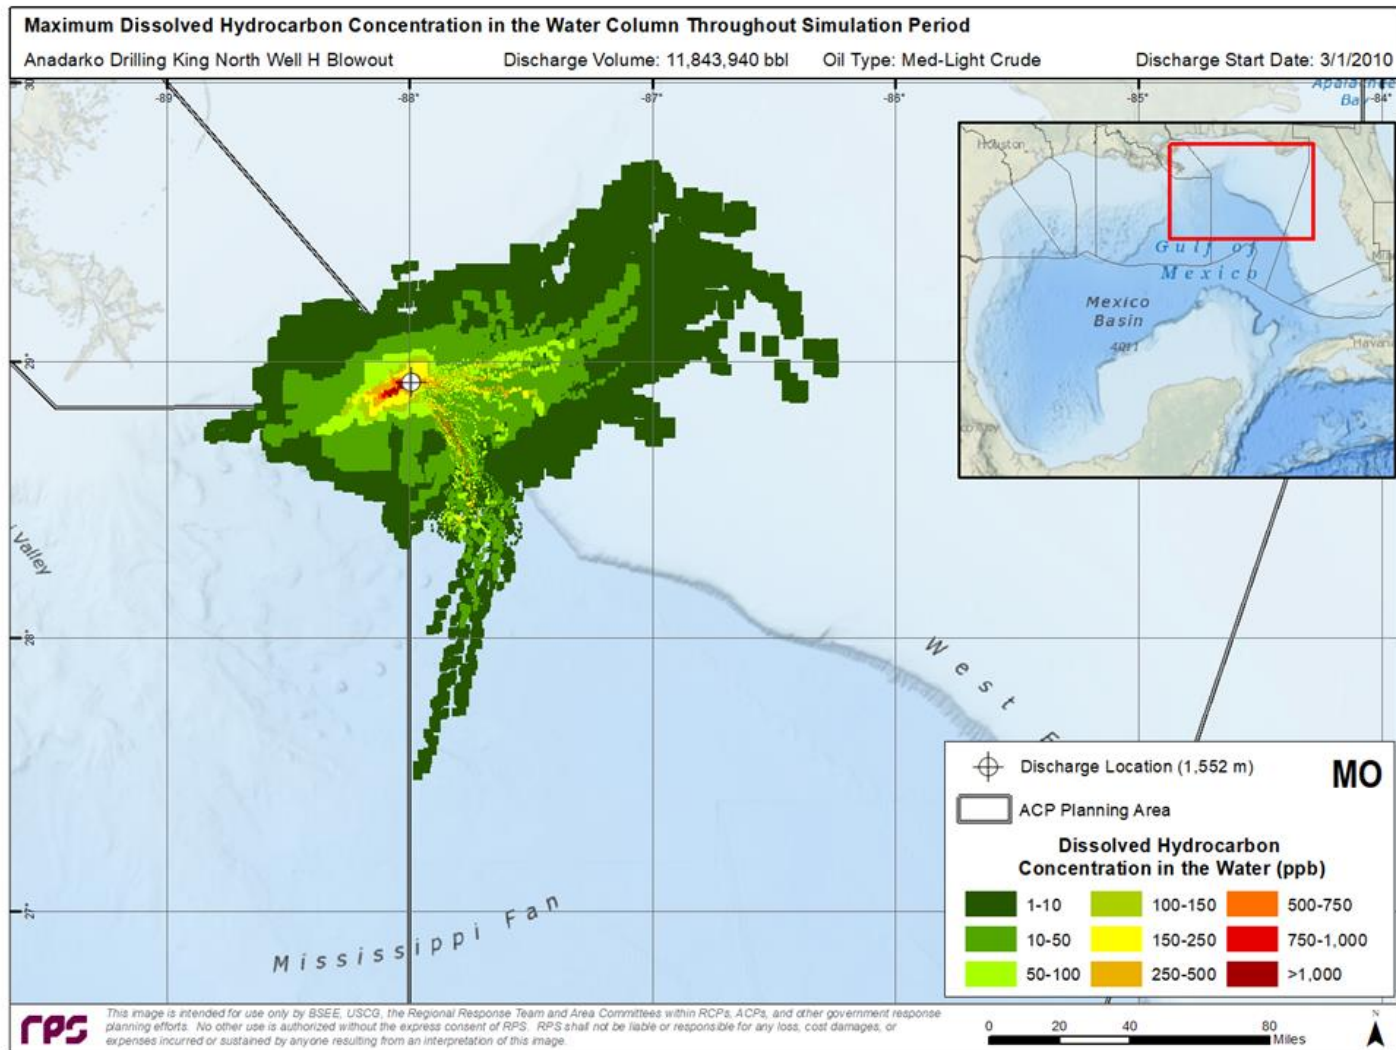 Maximum Dissolved Hydrocarbon Concentration in the Water Column Throughout Simulation Period
Anadarko Drilling King North Well H Blowout Discharge Volume: 11,843,940 bbl Oil Type: Med-Light Crude Discharge Start Date: 3/1/2010
-89° -88° -87° -86° -85° -84°
30
Apalachee
Bay
Houston
Gulf of
Mexico
Mexico
Basin
Havana
29°
Valley
28°
West
27°
Mississippi Fan
Discharge Location (1,552 m)
MO
ACP Planning Area
Dissolved Hydrocarbon
Concentration in the Water (ppb)
1-10 100-150 500-750
10-50 150-250 750-1,000
50-100 250-500 >1,000
rps
This image is intended for use only by BSEE, USCG, the Regional Response Team and Area Committees within RCPs, ACPs, and other government response
planning efforts. No other use is authorized without the express consent of RPS. RPS shall not be liable or responsible for any loss, cost damages, or
expenses incurred or sustained by anyone resulting from an interpretation of this image.
0 20 40 80
Miles
N